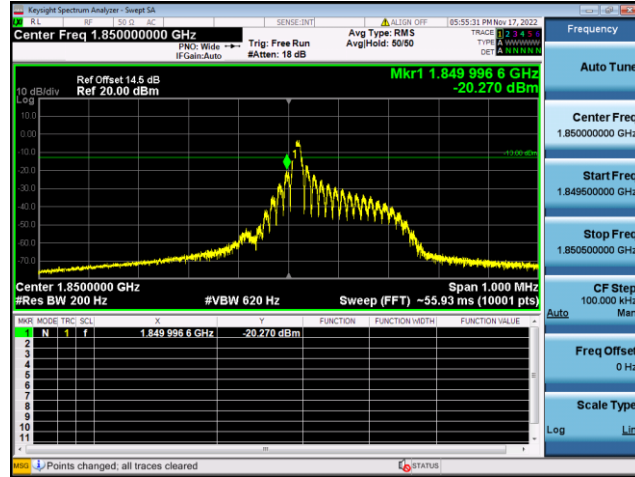 Keysight Spectrum Analyzer - Swept SA
RL RF 50 Ω AC SENSE:INT ALIGN OFF 05:55:31 PM Nov 17, 2022
Center Freq 1.850000000 GHz
PNO: Wide
IFGain:Auto
Trig: Free Run
#Atten: 18 dB
Avg Type: RMS
Avg|Hold: 50/50
TRACE 1 2 3 4 5 6
TYPE A WWWWW
DET A N N N N N
Ref Offset 14.5 dB
Ref 20.00 dBm
10 dB/div
Log
Mkr1 1.849 996 6 GHz
-20.270 dBm
10.0
0.00
-10.0
-20.0
-30.0
-40.0
-50.0
-60.0
-70.0
-13.00 dBm
1
Center 1.8500000 GHz
#Res BW 200 Hz
#VBW 620 Hz
Span 1.000 MHz
Sweep (FFT) ~55.93 ms (10001 pts)
MKR MODE TRC SCL X Y FUNCTION FUNCTION WIDTH FUNCTION VALUE
1 N 1 f 1.849 996 6 GHz -20.270 dBm
2
3
4
5
6
7
8
9
10
11
MSG Points changed; all traces cleared STATUS
Frequency
Auto Tune
Center Freq
1.850000000 GHz
Start Freq
1.849500000 GHz
Stop Freq
1.850500000 GHz
CF Step
100.000 kHz
Auto Man
Freq Offset
0 Hz
Scale Type
Log Lin